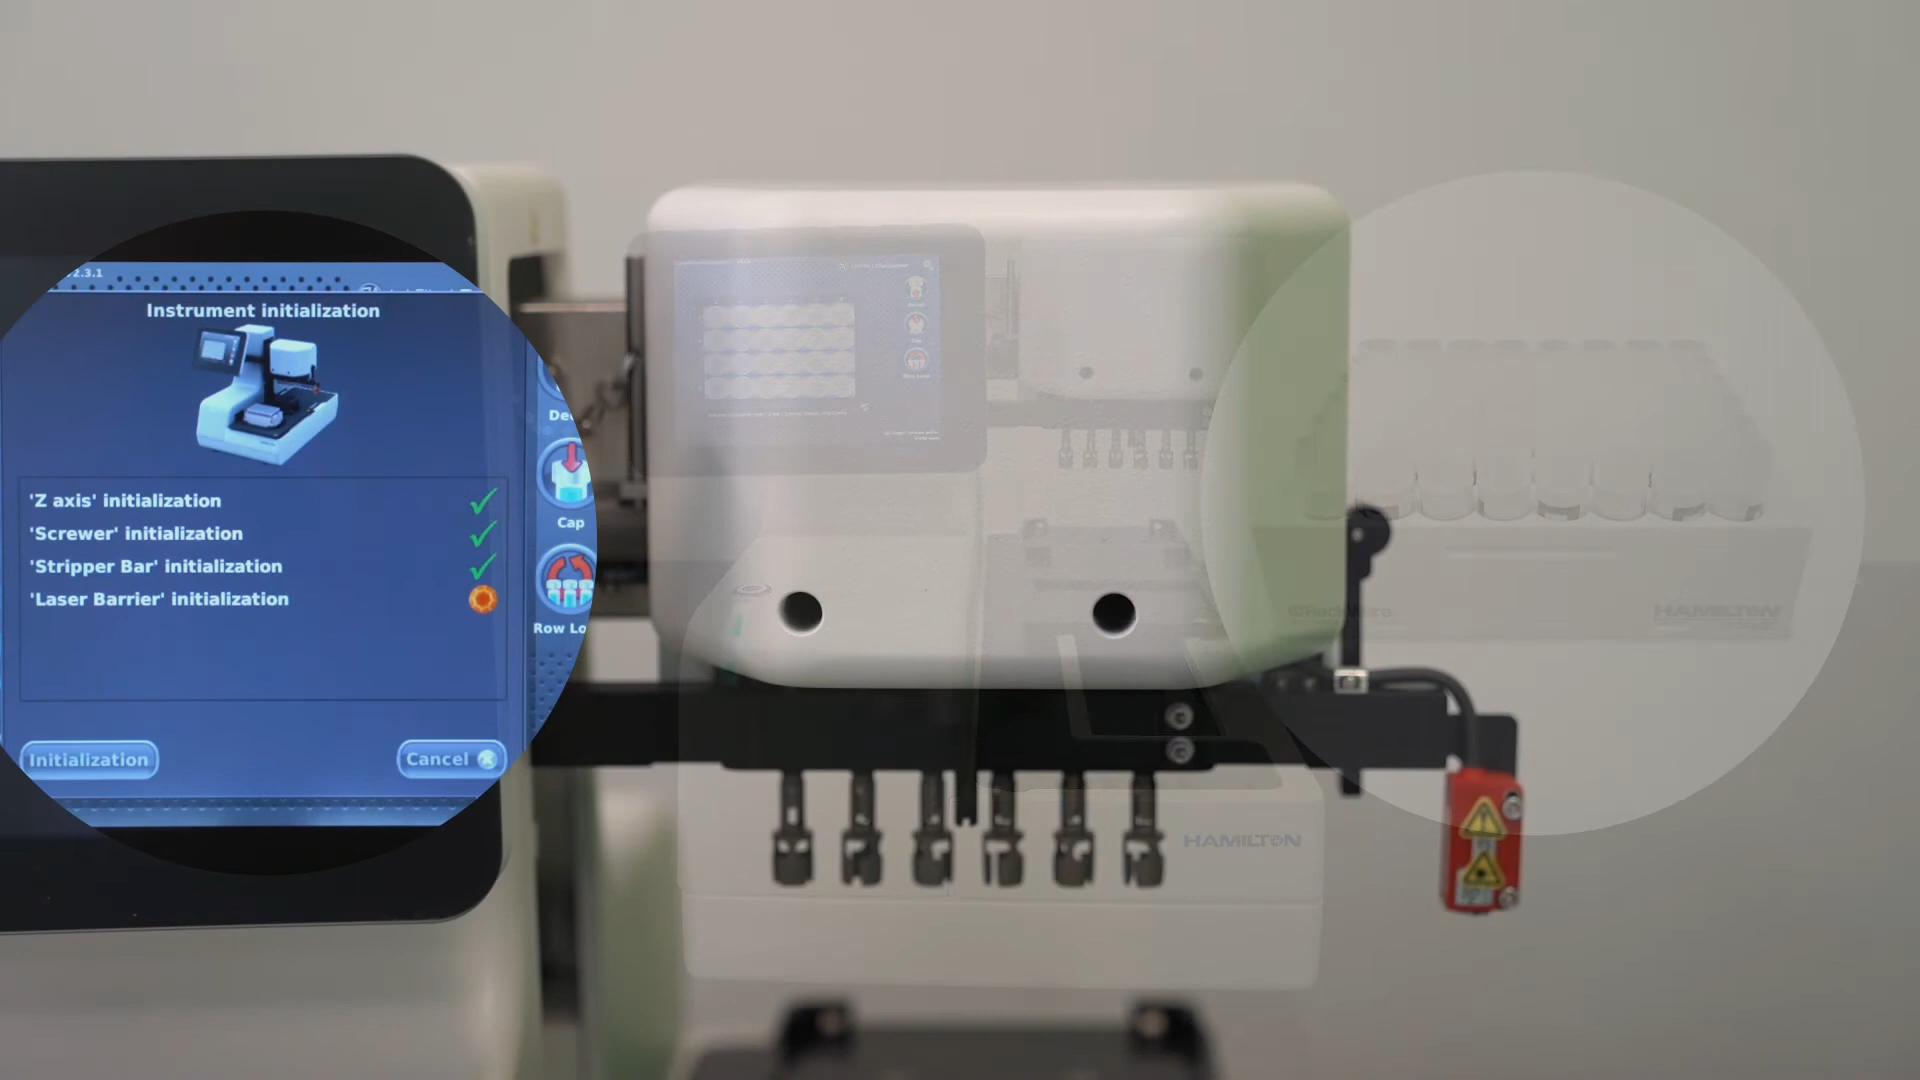 2.3.1
Instrument initialization
'Z axis' initialization
'Screwer' initialization
'Stripper Bar' initialization
'Laser Barrier' initialization
Initialization
Cancel
Cap
Row Lo
HAMILTON
HAMILTON